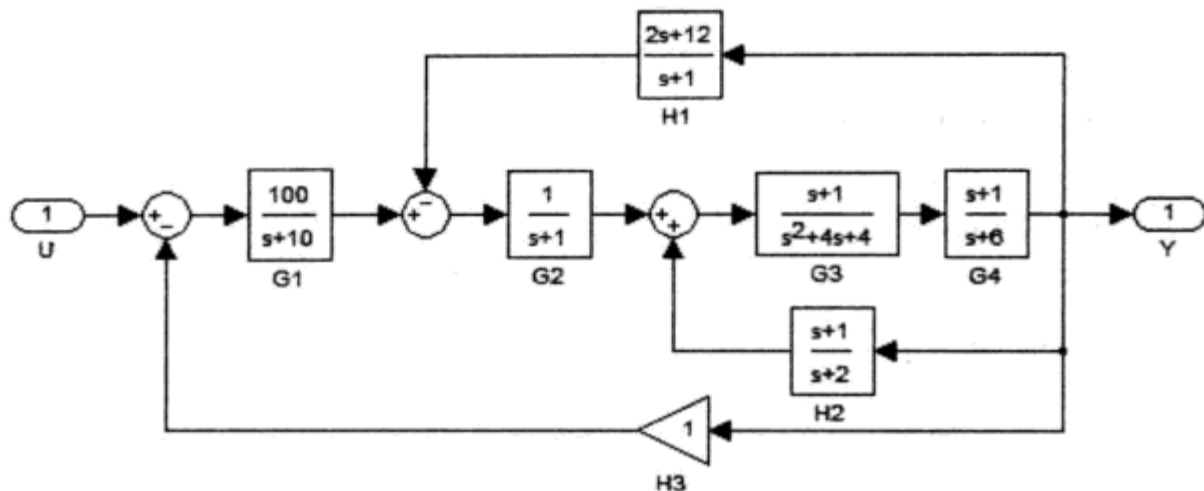 2s+12
s+1
H1
1
U
+
−
100
s+10
G1
+
−
1
s+1
G2
+
+
s+1
s²+4s+4
G3
s+1
s+6
G4
1
Y
s+1
s+2
H2
1
H3